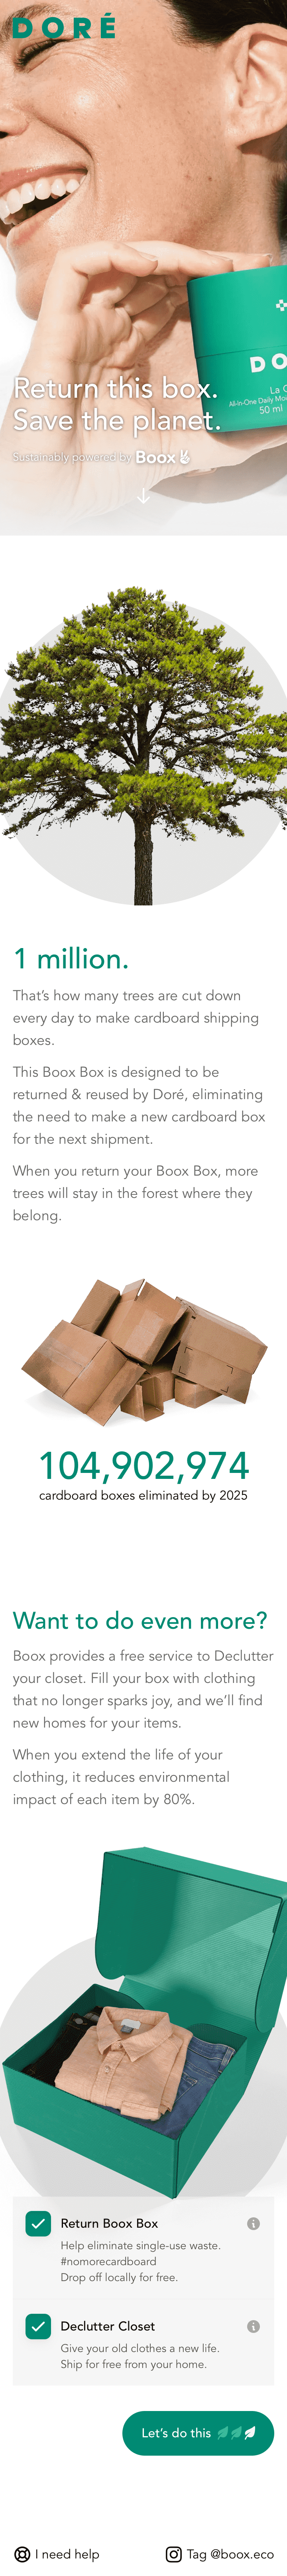 DORÉ
DO
La C
All-In-One Daily Mo
50 ml
Return this box.
Save the planet.
Sustainably powered by Boox
1 million.
That's how many trees are cut down
every day to make cardboard shipping
boxes.
This Boox Box is designed to be
returned & reused by Doré, eliminating
the need to make a new cardboard box
for the next shipment.
When you return your Boox Box, more
trees will stay in the forest where they
belong.
104,902,974
cardboard boxes eliminated by 2025
Want to do even more?
Boox provides a free service to Declutter
your closet. Fill your box with clothing
that no longer sparks joy, and we'll find
new homes for your items.
When you extend the life of your
clothing, it reduces environmental
impact of each item by 80%.
Return Boox Box
Help eliminate single-use waste.
#nomorecardboard
Drop off locally for free.
Declutter Closet
Give your old clothes a new life.
Ship for free from your home.
Let's do this
I need help
Tag @boox.eco